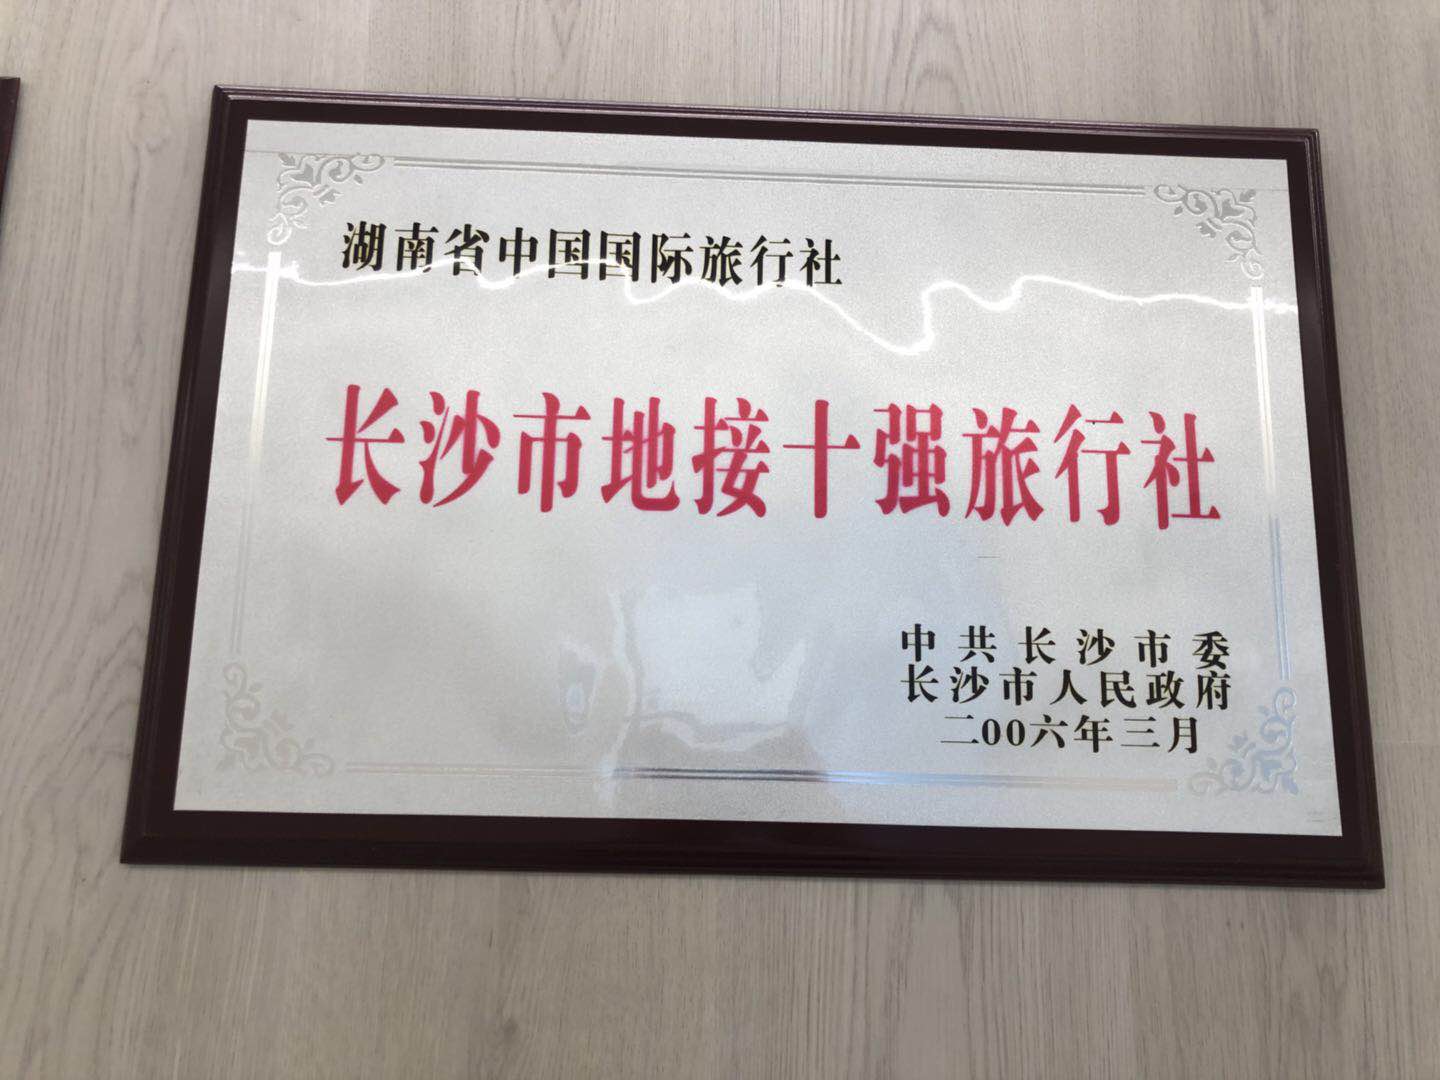 湖南省中国国际旅行社
长沙市地接十强旅行社
中共长沙市委
长沙市人民政府
二00六年三月